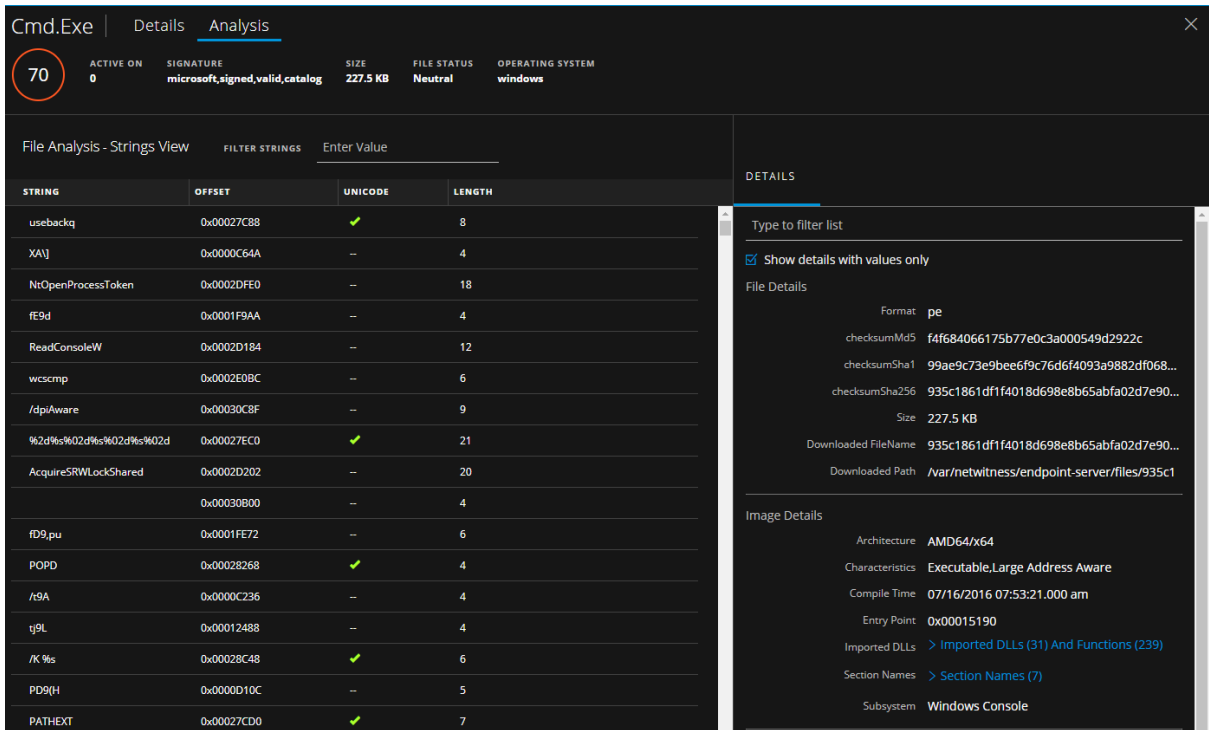 Cmd.Exe Details Analysis
70
ACTIVE ON SIGNATURE SIZE FILE STATUS OPERATING SYSTEM
0 microsoft,signed,valid,catalog 227.5 KB Neutral windows
File Analysis - Strings View FILTER STRINGS Enter Value
STRING OFFSET UNICODE LENGTH
usebackq 0x00027C88 8
XA\] 0x0000C64A -- 4
NtOpenProcessToken 0x0002DFE0 -- 18
fE9d 0x0001F9AA -- 4
ReadConsoleW 0x0002D184 -- 12
wcscmp 0x0002E0BC -- 6
/dpiAware 0x00030C8F -- 9
%2d%s%02d%s%02d%s%02d 0x00027EC0 21
AcquireSRWLockShared 0x0002D202 -- 20
0x00030B00 -- 4
fD9,pu 0x0001FE72 -- 6
POPD 0x00028268 4
/t9A 0x0000C236 -- 4
tj9L 0x00012488 -- 4
/K %s 0x00028C48 6
PD9(H 0x0000D10C -- 5
PATHEXT 0x00027CD0 7
DETAILS
Type to filter list
Show details with values only
File Details
Format pe
checksumMd5 f4f684066175b77e0c3a000549d2922c
checksumSha1 99ae9c73e9bee6f9c76d6f4093a9882df068...
checksumSha256 935c1861df1f4018d698e8b65abfa02d7e90...
Size 227.5 KB
Downloaded FileName 935c1861df1f4018d698e8b65abfa02d7e90...
Downloaded Path /var/netwitness/endpoint-server/files/935c1
Image Details
Architecture AMD64/x64
Characteristics Executable,Large Address Aware
Compile Time 07/16/2016 07:53:21.000 am
Entry Point 0x00015190
Imported DLLs > Imported DLLs (31) And Functions (239)
Section Names > Section Names (7)
Subsystem Windows Console